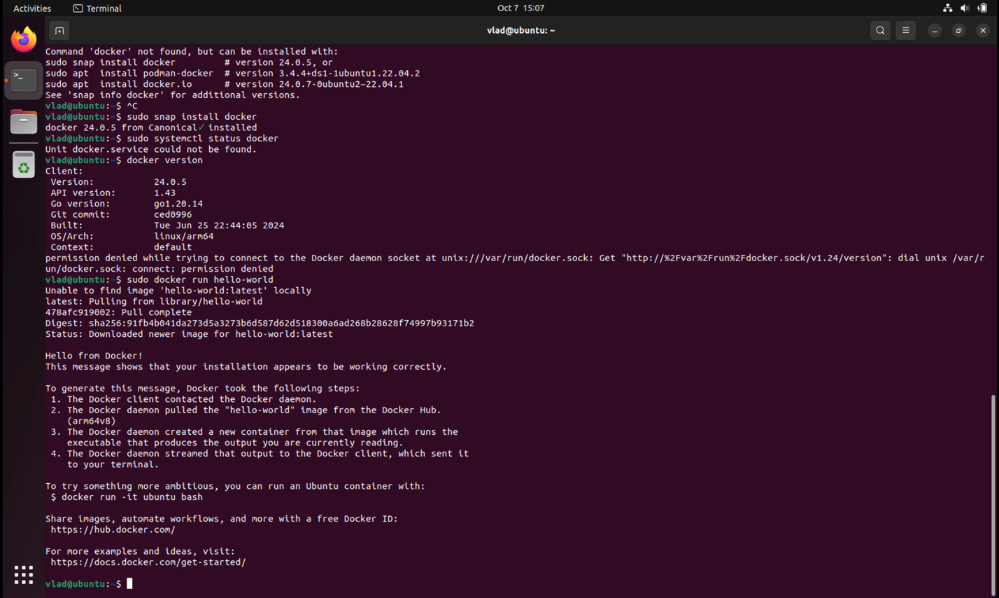 Activities
Terminal
Oct 7  15:07
vlad@ubuntu: ~
Command 'docker' not found, but can be installed with:
sudo snap install docker         # version 24.0.5, or
sudo apt  install podman-docker  # version 3.4.4+ds1-1ubuntu1.22.04.2
sudo apt  install docker.io      # version 24.0.7-0ubuntu2~22.04.1
See 'snap info docker' for additional versions.
vlad@ubuntu:~$ ^C
vlad@ubuntu:~$ sudo snap install docker
docker 24.0.5 from Canonical✓ installed
vlad@ubuntu:~$ sudo systemctl status docker
Unit docker.service could not be found.
vlad@ubuntu:~$ docker version
Client:
 Version:           24.0.5
 API version:       1.43
 Go version:        go1.20.14
 Git commit:        ced0996
 Built:             Tue Jun 25 22:44:05 2024
 OS/Arch:           linux/arm64
 Context:           default
permission denied while trying to connect to the Docker daemon socket at unix:///var/run/docker.sock: Get "http://%2Fvar%2Frun%2Fdocker.sock/v1.24/version": dial unix /var/r
un/docker.sock: connect: permission denied
vlad@ubuntu:~$ sudo docker run hello-world
Unable to find image 'hello-world:latest' locally
latest: Pulling from library/hello-world
478afc919002: Pull complete
Digest: sha256:91fb4b041da273d5a3273b6d587d62d518300a6ad268b28628f74997b93171b2
Status: Downloaded newer image for hello-world:latest

Hello from Docker!
This message shows that your installation appears to be working correctly.

To generate this message, Docker took the following steps:
 1. The Docker client contacted the Docker daemon.
 2. The Docker daemon pulled the "hello-world" image from the Docker Hub.
    (arm64v8)
 3. The Docker daemon created a new container from that image which runs the
    executable that produces the output you are currently reading.
 4. The Docker daemon streamed that output to the Docker client, which sent it
    to your terminal.

To try something more ambitious, you can run an Ubuntu container with:
 $ docker run -it ubuntu bash

Share images, automate workflows, and more with a free Docker ID:
 https://hub.docker.com/

For more examples and ideas, visit:
 https://docs.docker.com/get-started/

vlad@ubuntu:~$